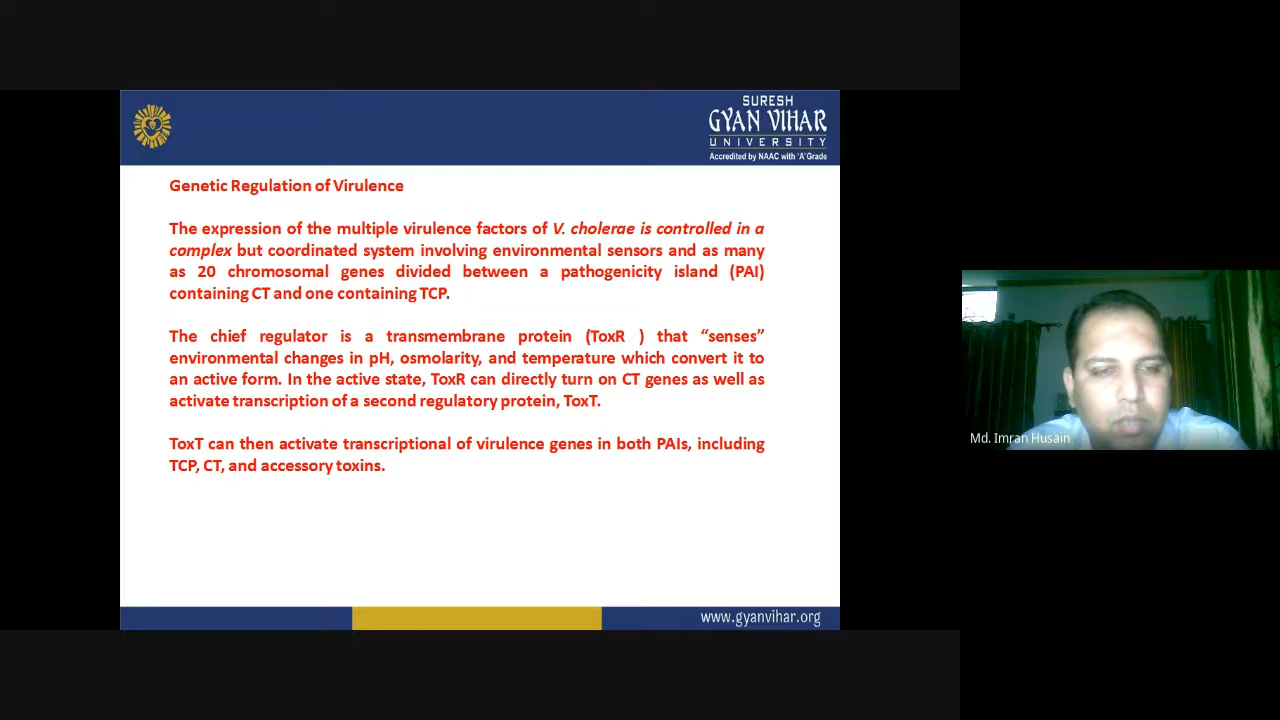 SURESH
GYAN VIHAR
UNIVERSITY
Accredited by NAAC with 'A' Grade
Genetic Regulation of Virulence
The expression of the multiple virulence factors of V. cholerae is controlled in a
complex but coordinated system involving environmental sensors and as many
as 20 chromosomal genes divided between a pathogenicity island (PAI)
containing CT and one containing TCP.
The chief regulator is a transmembrane protein (ToxR ) that “senses”
environmental changes in pH, osmolarity, and temperature which convert it to
an active form. In the active state, ToxR can directly turn on CT genes as well as
activate transcription of a second regulatory protein, ToxT.
ToxT can then activate transcriptional of virulence genes in both PAIs, including
TCP, CT, and accessory toxins.
www.gyanvihar.org
Md. Imran Husain